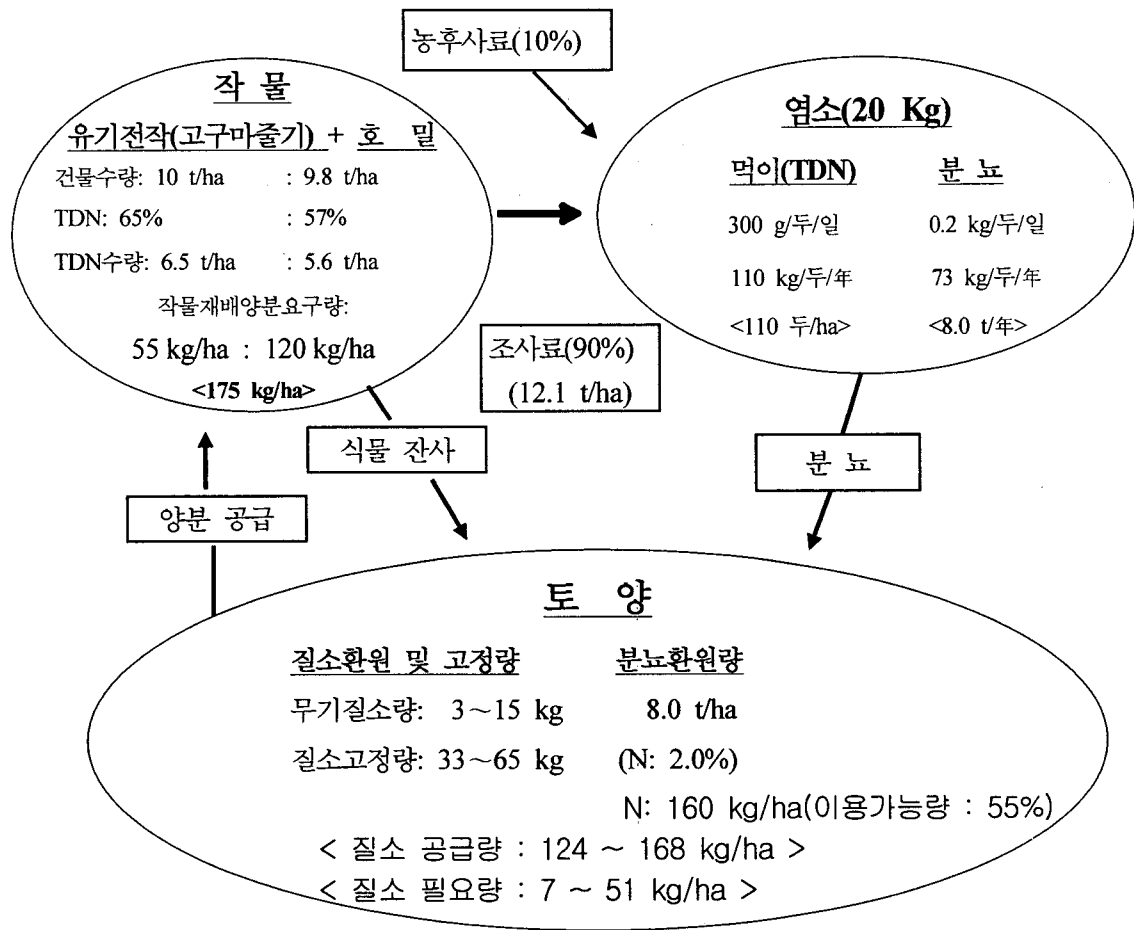 농후사료(10%)
작 물
유기전작(고구마줄기) + 호 밀
건물수량: 10 t/ha : 9.8 t/ha
TDN: 65% : 57%
TDN수량: 6.5 t/ha : 5.6 t/ha
작물재배양분요구량:
55 kg/ha : 120 kg/ha
<175 kg/ha>
염소(20 Kg)
먹이(TDN) 분 뇨
300 g/두/일 0.2 kg/두/일
110 kg/두/年 73 kg/두/年
<110 두/ha> <8.0 t/年>
조사료(90%)
(12.1 t/ha)
식물 잔사
분 뇨
양분 공급
토 양
질소환원 및 고정량 분뇨환원량
무기질소량: 3～15 kg 8.0 t/ha
질소고정량: 33～65 kg (N: 2.0%)
N: 160 kg/ha(이용가능량 : 55%)
< 질소 공급량 : 124 ～ 168 kg/ha >
< 질소 필요량 : 7 ～ 51 kg/ha >